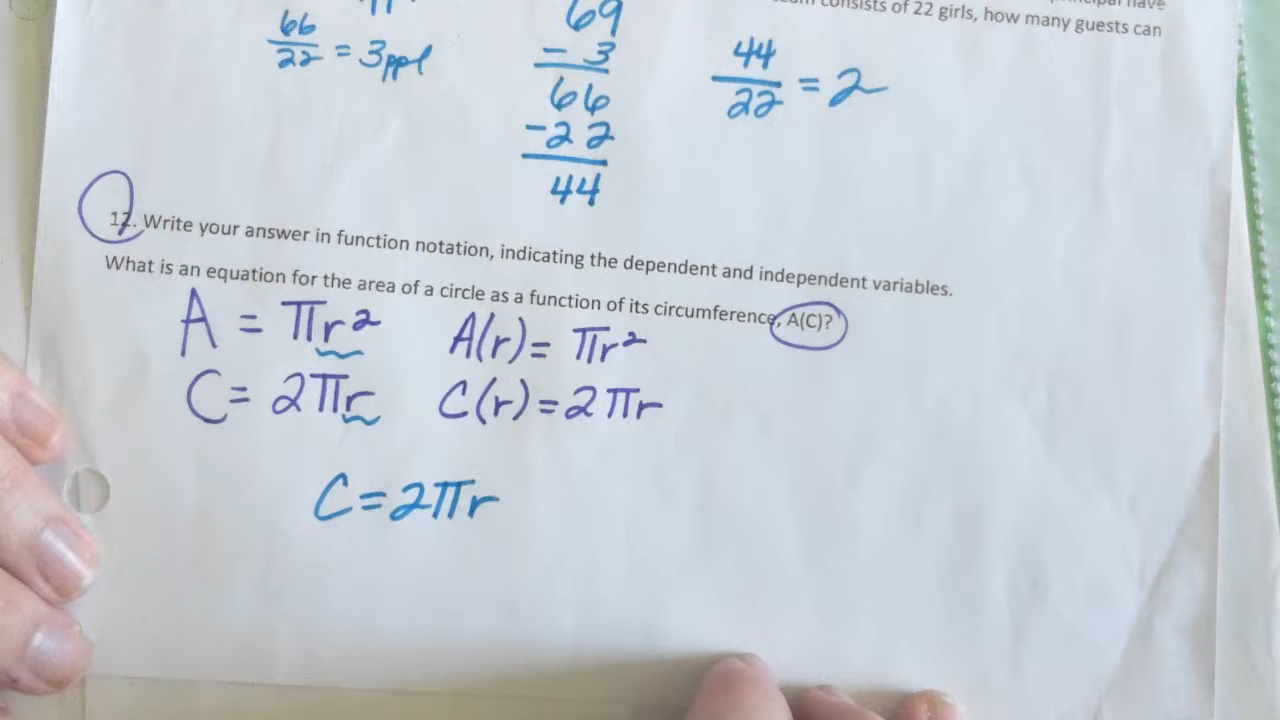 have
consists of 22 girls, how many guests can
66/22 = 3ppl
69
- 3
66
-22
44
44/22 = 2
12. Write your answer in function notation, indicating the dependent and independent variables.
What is an equation for the area of a circle as a function of its circumference, A(C)?
A = πr²
A(r) = πr²
C = 2πr
C(r) = 2πr
C = 2πr